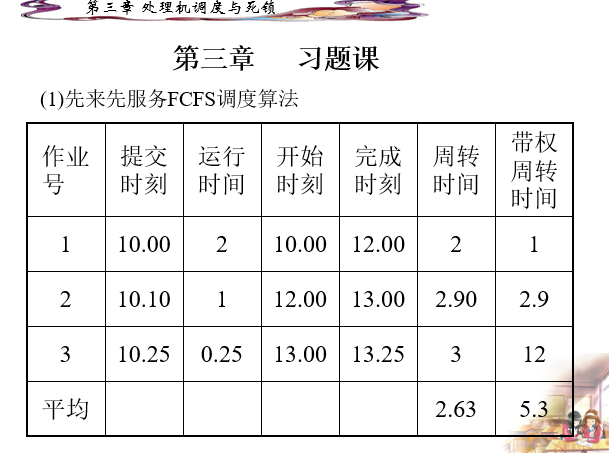 第三章 处理机调度与死锁
第三章 习题课
(1)先来先服务FCFS调度算法
作业号 提交时刻 运行时间 开始时刻 完成时刻 周转时间 带权周转时间
1 10.00 2 10.00 12.00 2 1
2 10.10 1 12.00 13.00 2.90 2.9
3 10.25 0.25 13.00 13.25 3 12
平均 2.63 5.3